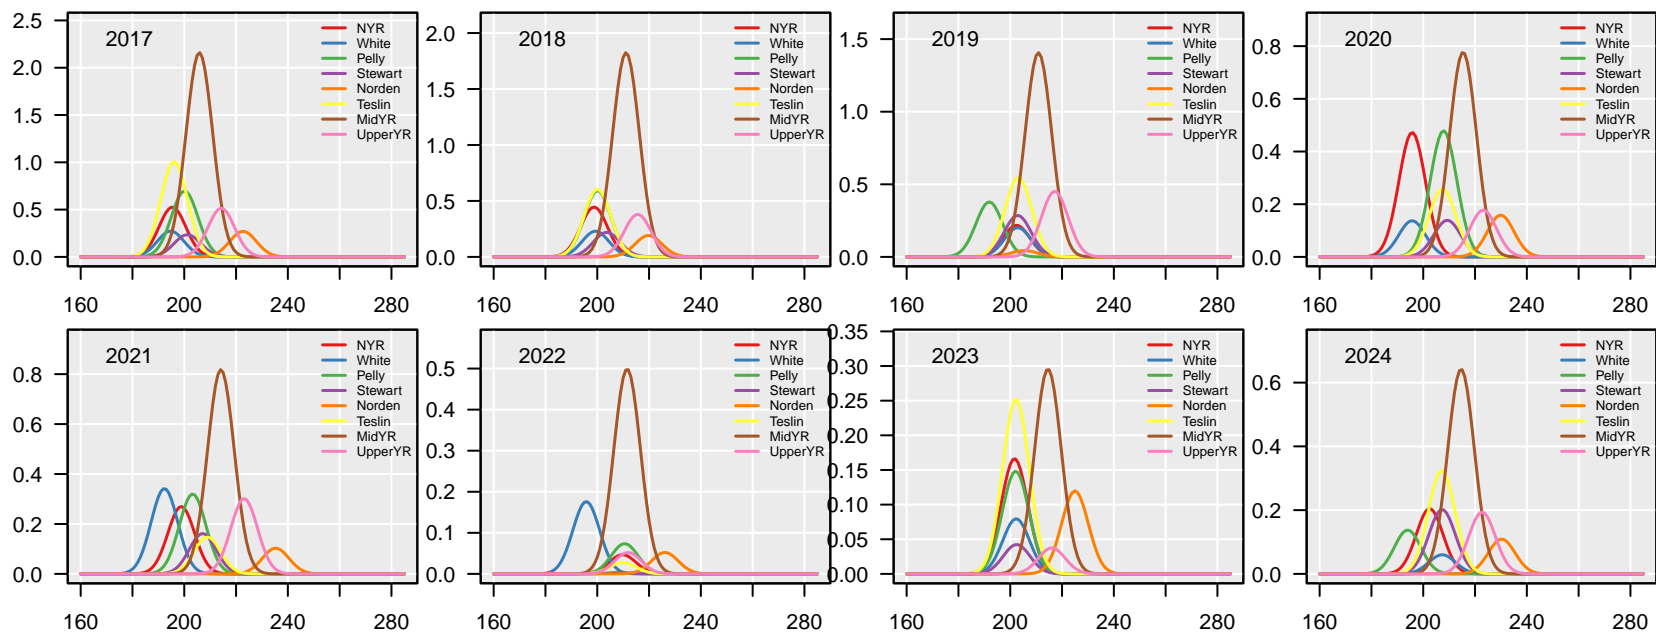 2017
NYR
White
Pelly
Stewart
Norden
Teslin
MidYR
UpperYR
2.5
2.0
1.5
1.0
0.5
0.0
160 200 240 280
2018
NYR
White
Pelly
Stewart
Norden
Teslin
MidYR
UpperYR
2.0
1.5
1.0
0.5
0.0
160 200 240 280
2019
NYR
White
Pelly
Stewart
Norden
Teslin
MidYR
UpperYR
1.5
1.0
0.5
0.0
160 200 240 280
2020
NYR
White
Pelly
Stewart
Norden
Teslin
MidYR
UpperYR
0.8
0.6
0.4
0.2
0.0
160 200 240 280
2021
NYR
White
Pelly
Stewart
Norden
Teslin
MidYR
UpperYR
0.8
0.6
0.4
0.2
0.0
160 200 240 280
2022
NYR
White
Pelly
Stewart
Norden
Teslin
MidYR
UpperYR
0.5
0.4
0.3
0.2
0.1
0.0
160 200 240 280
2023
NYR
White
Pelly
Stewart
Norden
Teslin
MidYR
UpperYR
0.35
0.30
0.25
0.20
0.15
0.10
0.05
0.00
160 200 240 280
2024
NYR
White
Pelly
Stewart
Norden
Teslin
MidYR
UpperYR
0.6
0.4
0.2
0.0
160 200 240 280